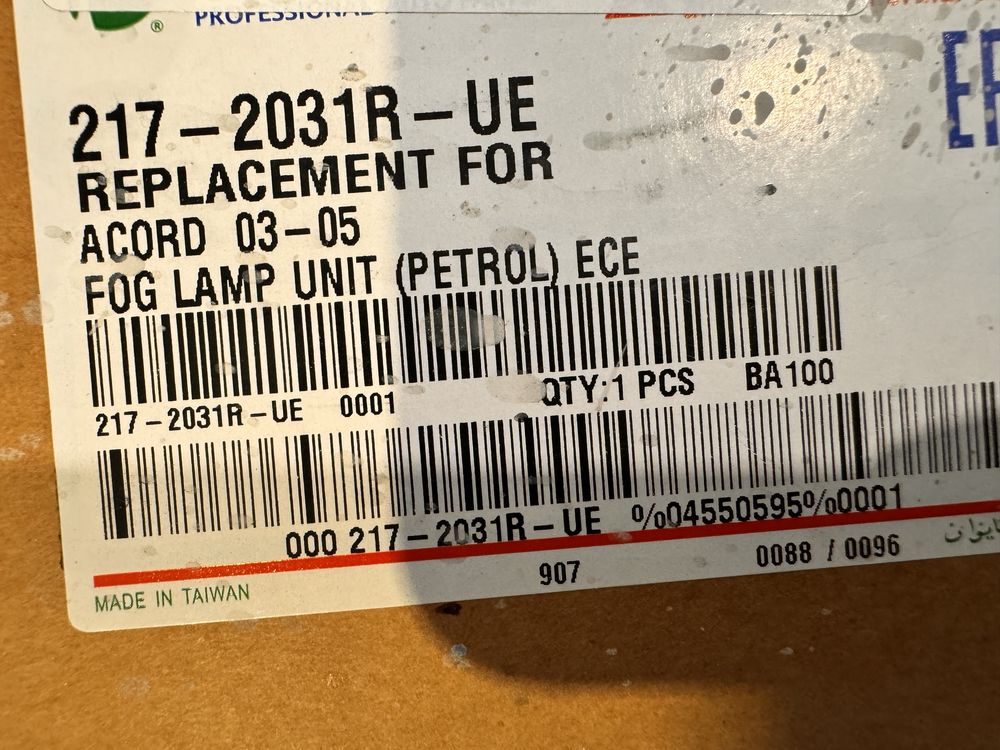 ®
PROFESSIONAL
217-2031R-UE
REPLACEMENT FOR
ACORD 03-05
FOG LAMP UNIT (PETROL) ECE
QTY:1 PCS BA100
217-2031R-UE 0001
000 217-2031R-UE %04550595%0001
907 0088 / 0096
MADE IN TAIWAN